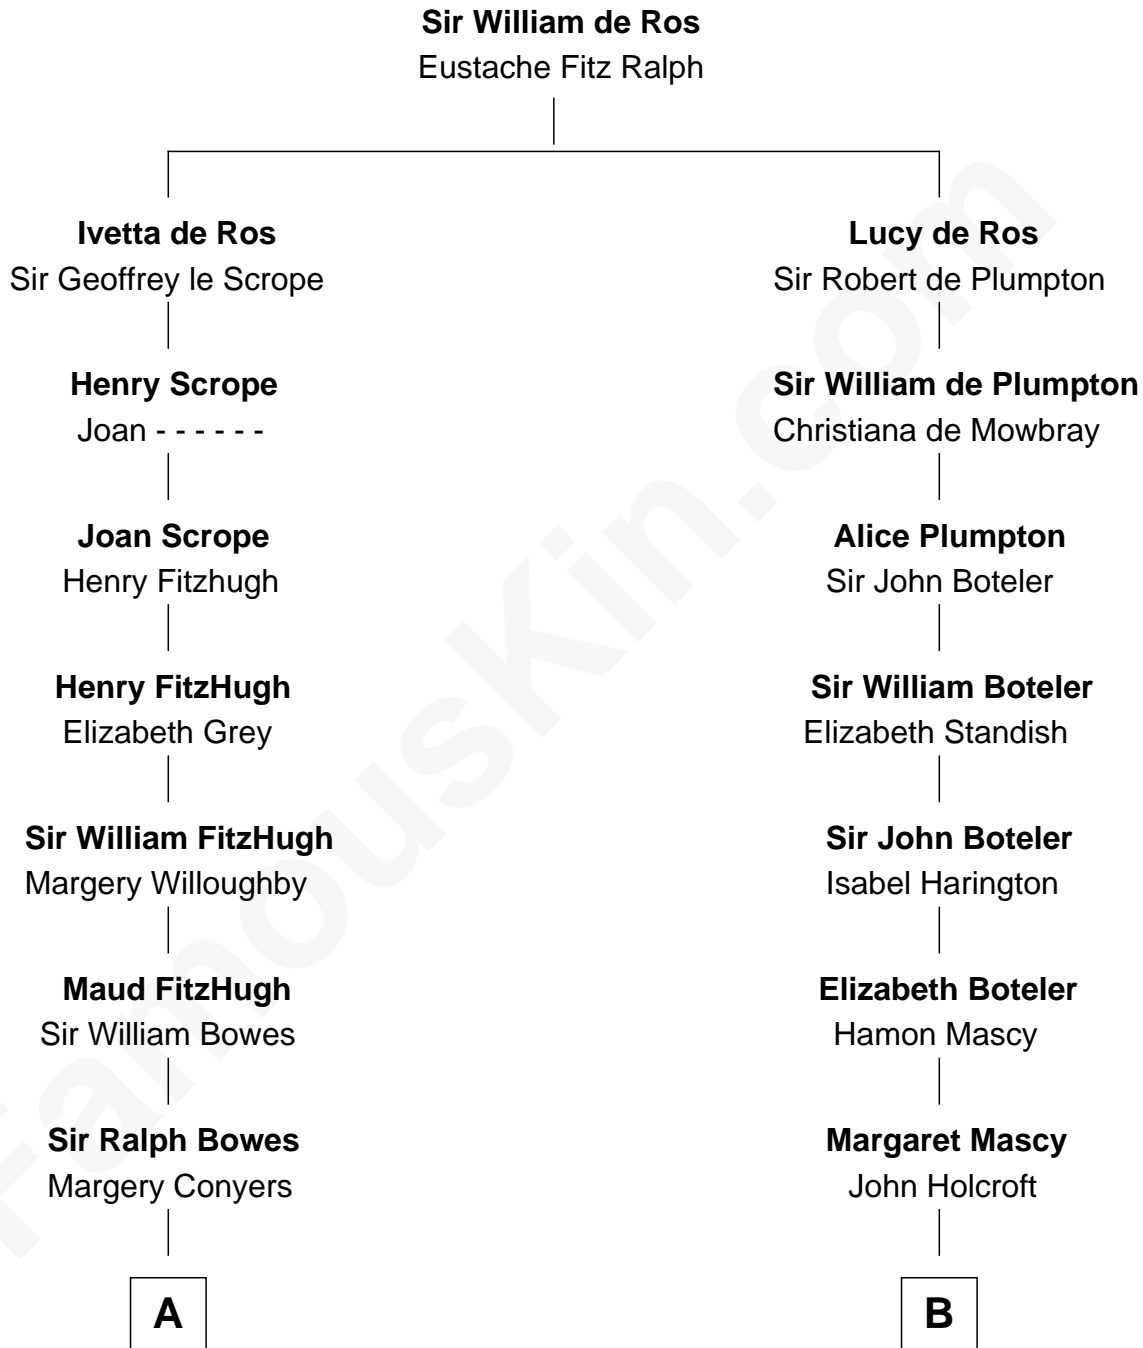 Sir William de Ros
Eustache Fitz Ralph
Ivetta de Ros
Sir Geoffrey le Scrope
Lucy de Ros
Sir Robert de Plumpton
Henry Scrope
Joan - - - - - -
Sir William de Plumpton
Christiana de Mowbray
Joan Scrope
Henry Fitzhugh
Alice Plumpton
Sir John Boteler
Henry FitzHugh
Elizabeth Grey
Sir William Boteler
Elizabeth Standish
Sir William FitzHugh
Margery Willoughby
Sir John Boteler
Isabel Harington
Maud FitzHugh
Sir William Bowes
Elizabeth Boteler
Hamon Mascy
Sir Ralph Bowes
Margery Conyers
Margaret Mascy
John Holcroft
A
B
FamousKin.com